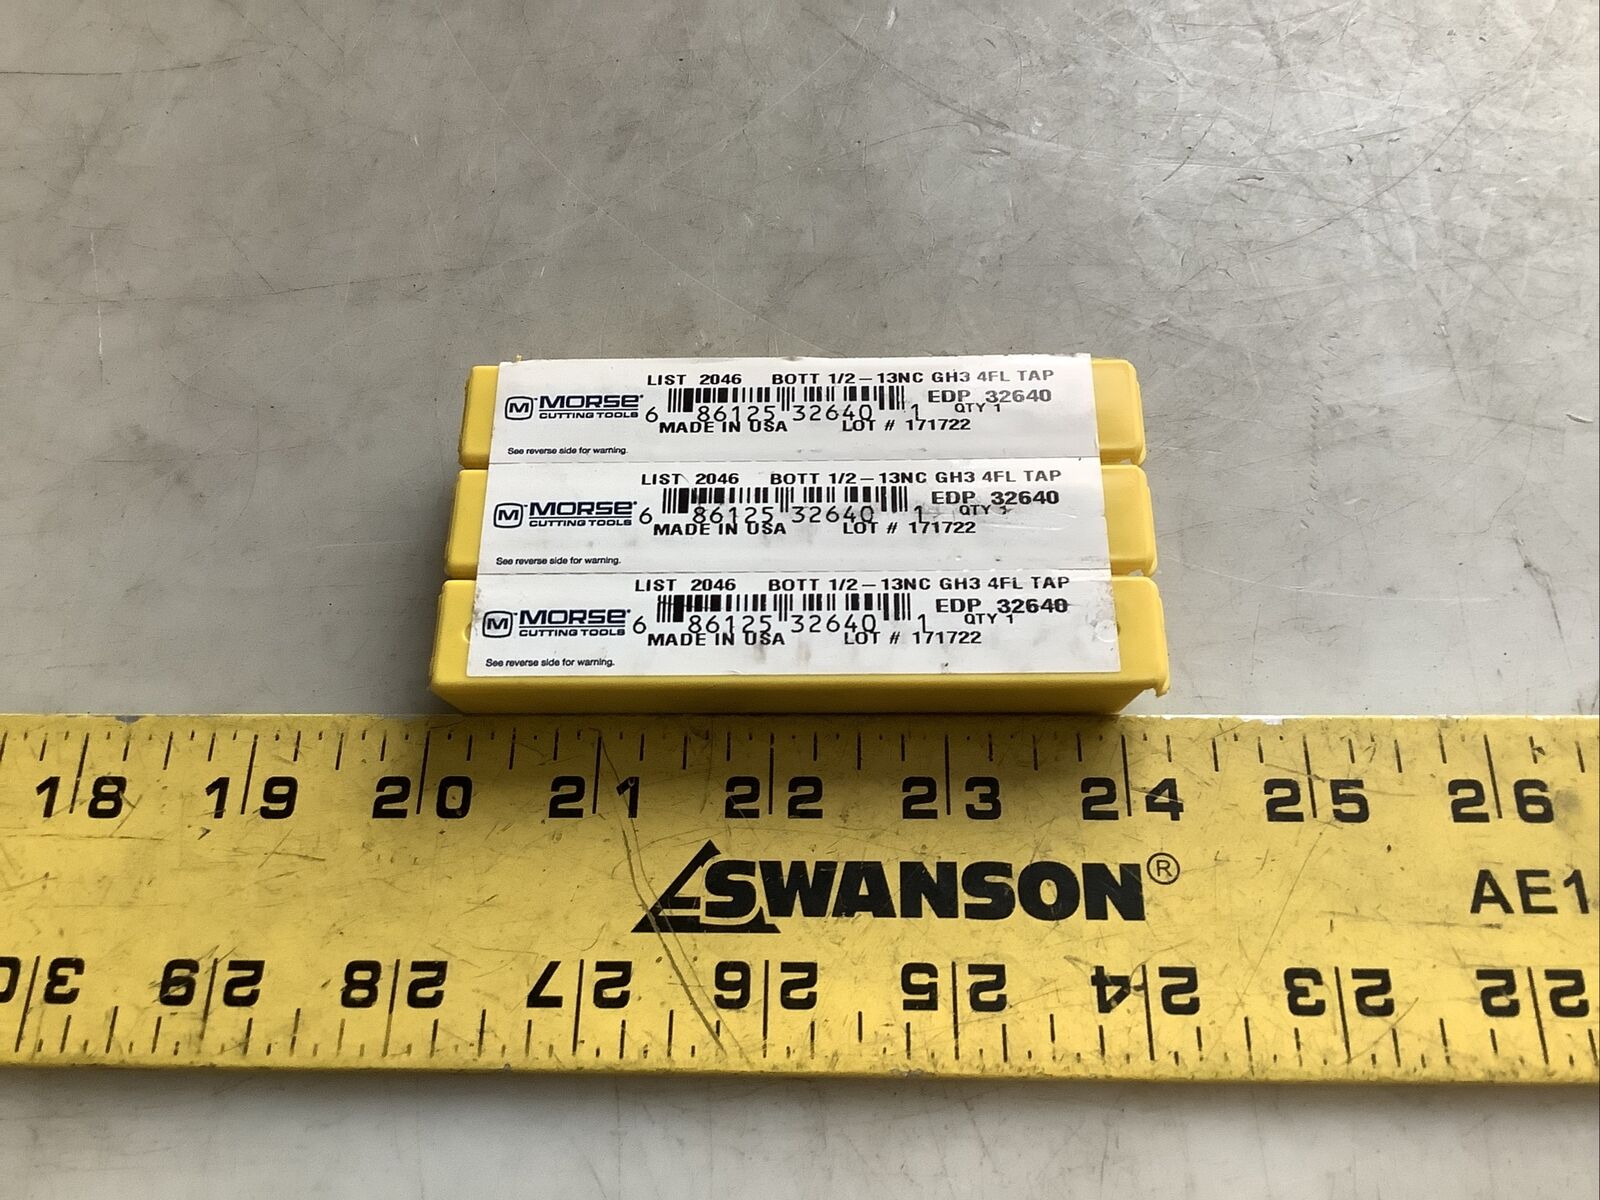 LIST 2046 BOTT 1/2-13NC GH3 4FL TAP
M MORSE CUTTING TOOLS
6 86125 32640 1
EDP 32640
QTY 1
MADE IN USA LOT # 171722
See reverse side for warning.
LIST 2046 BOTT 1/2-13NC GH3 4FL TAP
M MORSE CUTTING TOOLS
6 86125 32640 1
EDP 32640
QTY 1
MADE IN USA LOT # 171722
See reverse side for warning.
LIST 2046 BOTT 1/2-13NC GH3 4FL TAP
M MORSE CUTTING TOOLS
6 86125 32640 1
EDP 32640
QTY 1
MADE IN USA LOT # 171722
See reverse side for warning.
18 19 20 21 22 23 24 25 26
SWANSON®
AE1
30 29 28 27 26 25 24 23 22